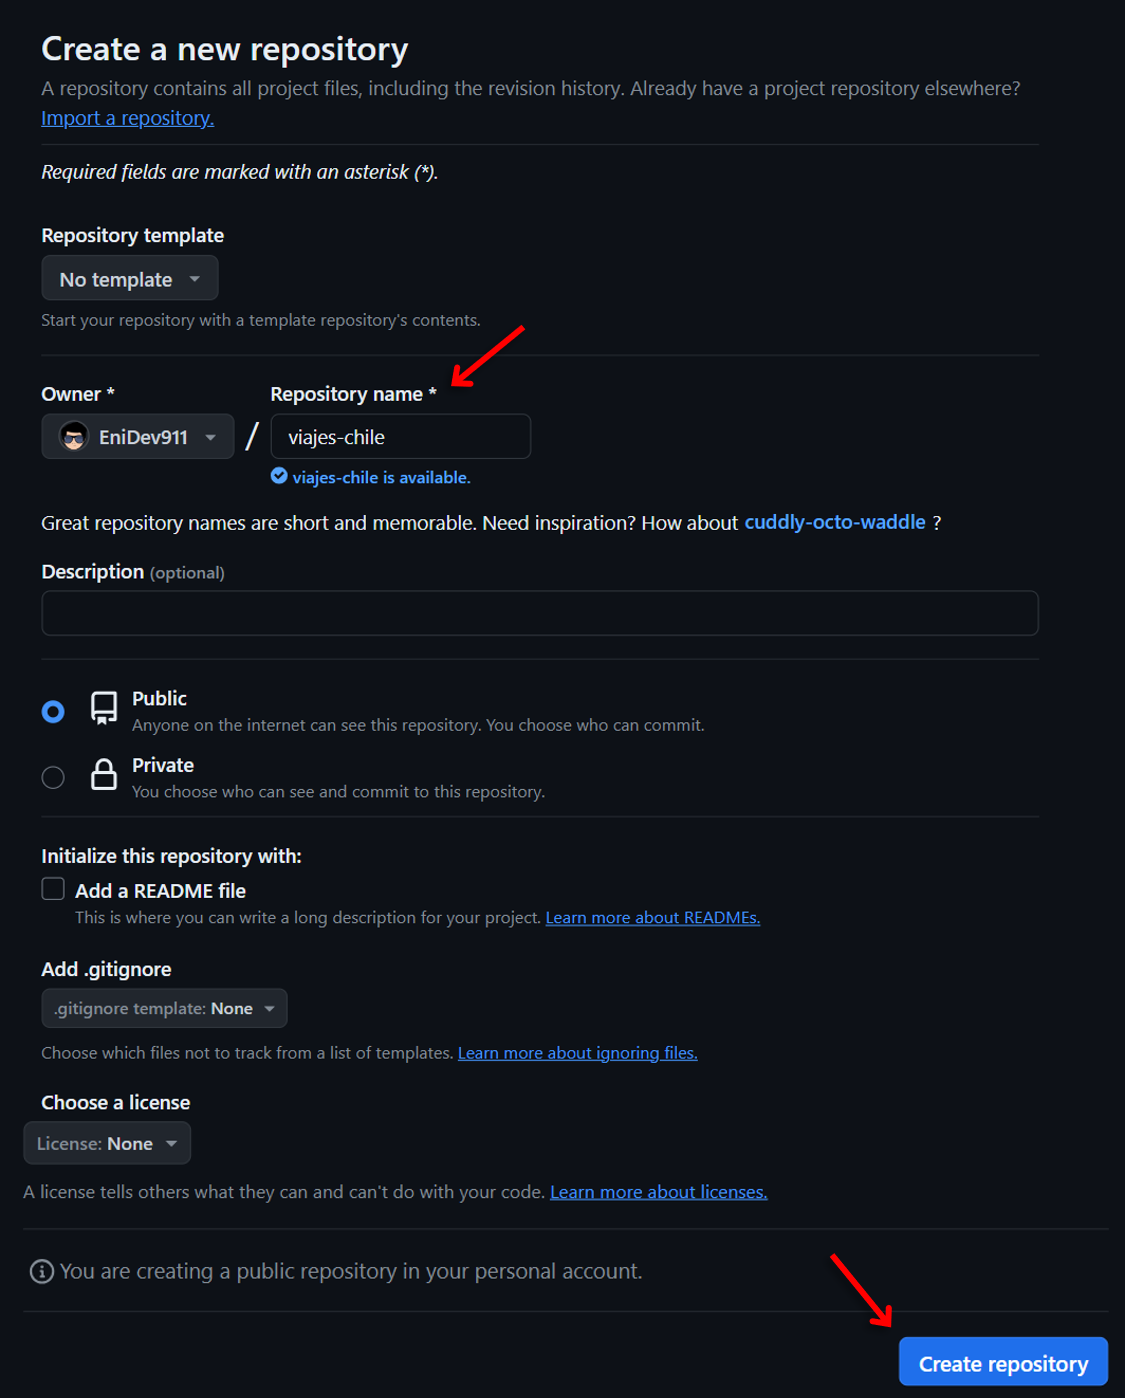 Create a new repository
A repository contains all project files, including the revision history. Already have a project repository elsewhere?
Import a repository.
Required fields are marked with an asterisk (*).
Repository template
No template
Start your repository with a template repository's contents.
Owner * Repository name *
EniDev911 / viajes-chile
viajes-chile is available.
Great repository names are short and memorable. Need inspiration? How about cuddly-octo-waddle ?
Description (optional)
Public
Anyone on the internet can see this repository. You choose who can commit.
Private
You choose who can see and commit to this repository.
Initialize this repository with:
Add a README file
This is where you can write a long description for your project. Learn more about READMEs.
Add .gitignore
.gitignore template: None
Choose which files not to track from a list of templates. Learn more about ignoring files.
Choose a license
License: None
A license tells others what they can and can't do with your code. Learn more about licenses.
You are creating a public repository in your personal account.
Create repository